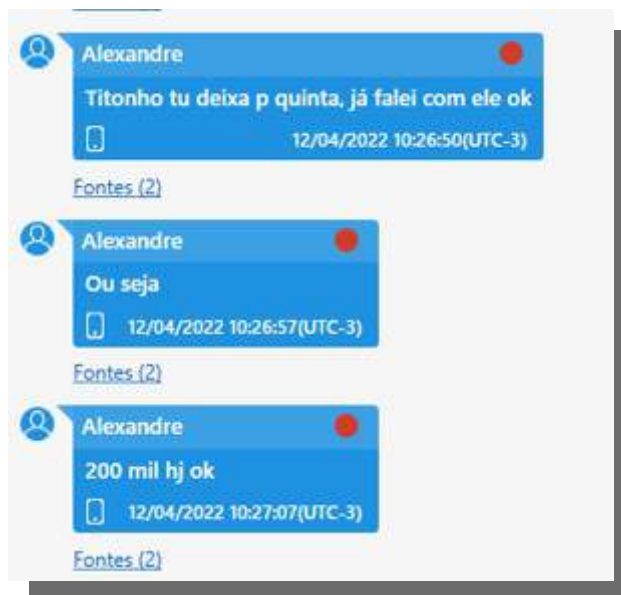 Alexandre
Titonho tu deixa p quinta, já falei com ele ok
12/04/2022 10:26:50(UTC-3)
Fontes (2)
Alexandre
Ou seja
12/04/2022 10:26:57(UTC-3)
Fontes (2)
Alexandre
200 mil hj ok
12/04/2022 10:27:07(UTC-3)
Fontes (2)